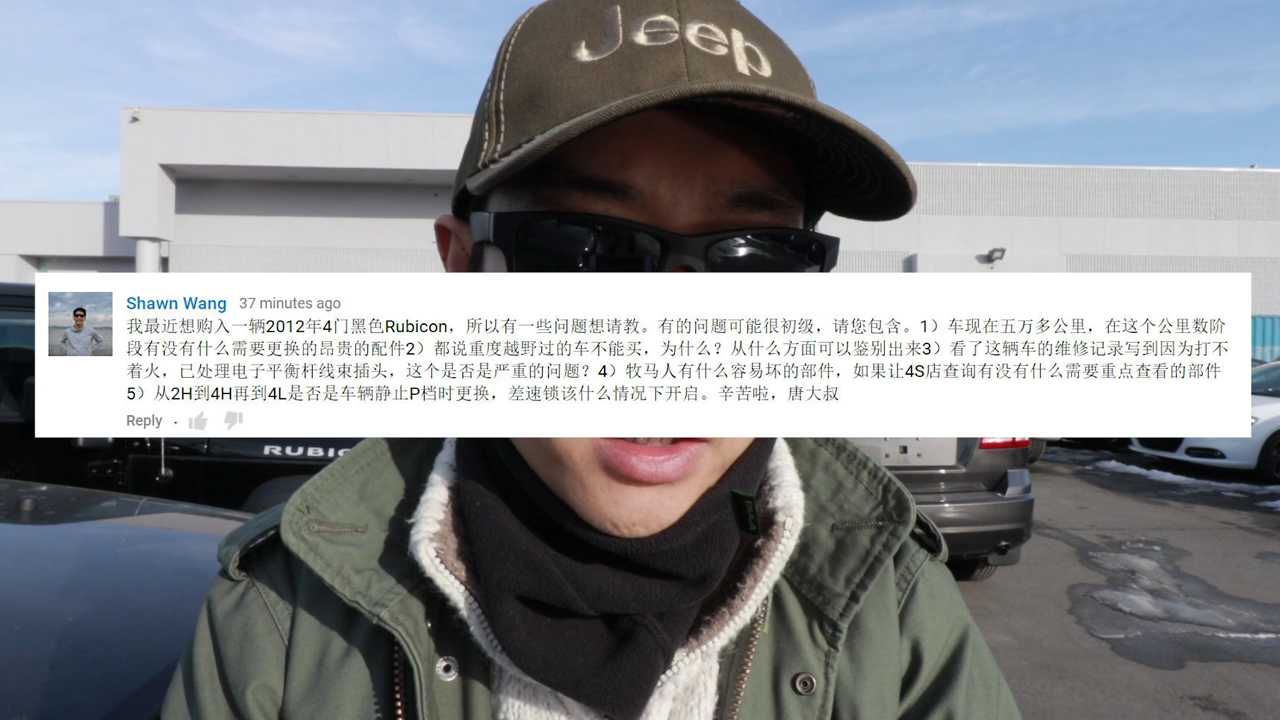 Jeep
Shawn Wang 37 minutes ago
我最近想购入一辆2012年4门黑色Rubicon，所以有一些问题想请教。有的问题可能很初级，请您包含。1）车现在五万多公里，在这个公里数阶
段有没有什么需要更换的昂贵的配件2）都说重度越野过的车不能买，为什么？从什么方面可以鉴别出来3）看了这辆车的维修记录写到因为打不
着火，已处理电子平衡杆线束插头，这个是否是严重的问题？4）牧马人有什么容易坏的部件，如果让4S店查询有没有什么需要重点查看的部件
5）从2H到4H再到4L是否是车辆静止P档时更换，差速锁该什么情况下开启。辛苦啦，唐大叔
Reply
RUBIC